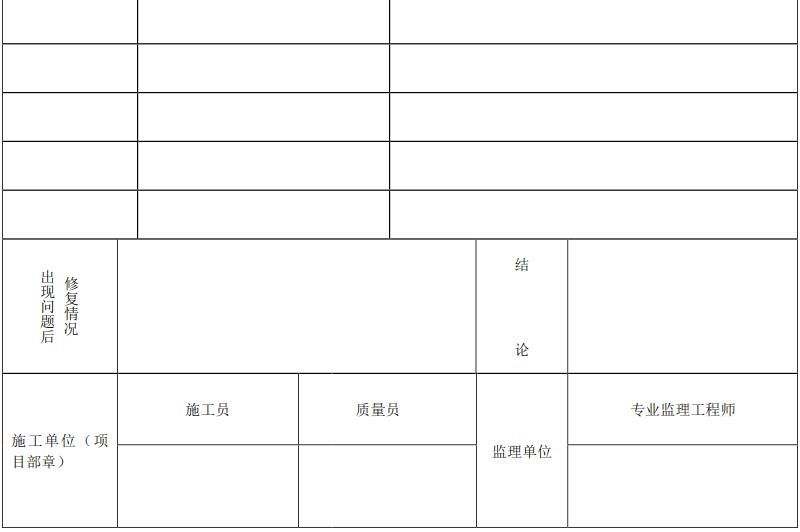 出现问题后
修复情况
结
论
施工单位（项
目部章）
施工员
质量员
监理单位
专业监理工程师